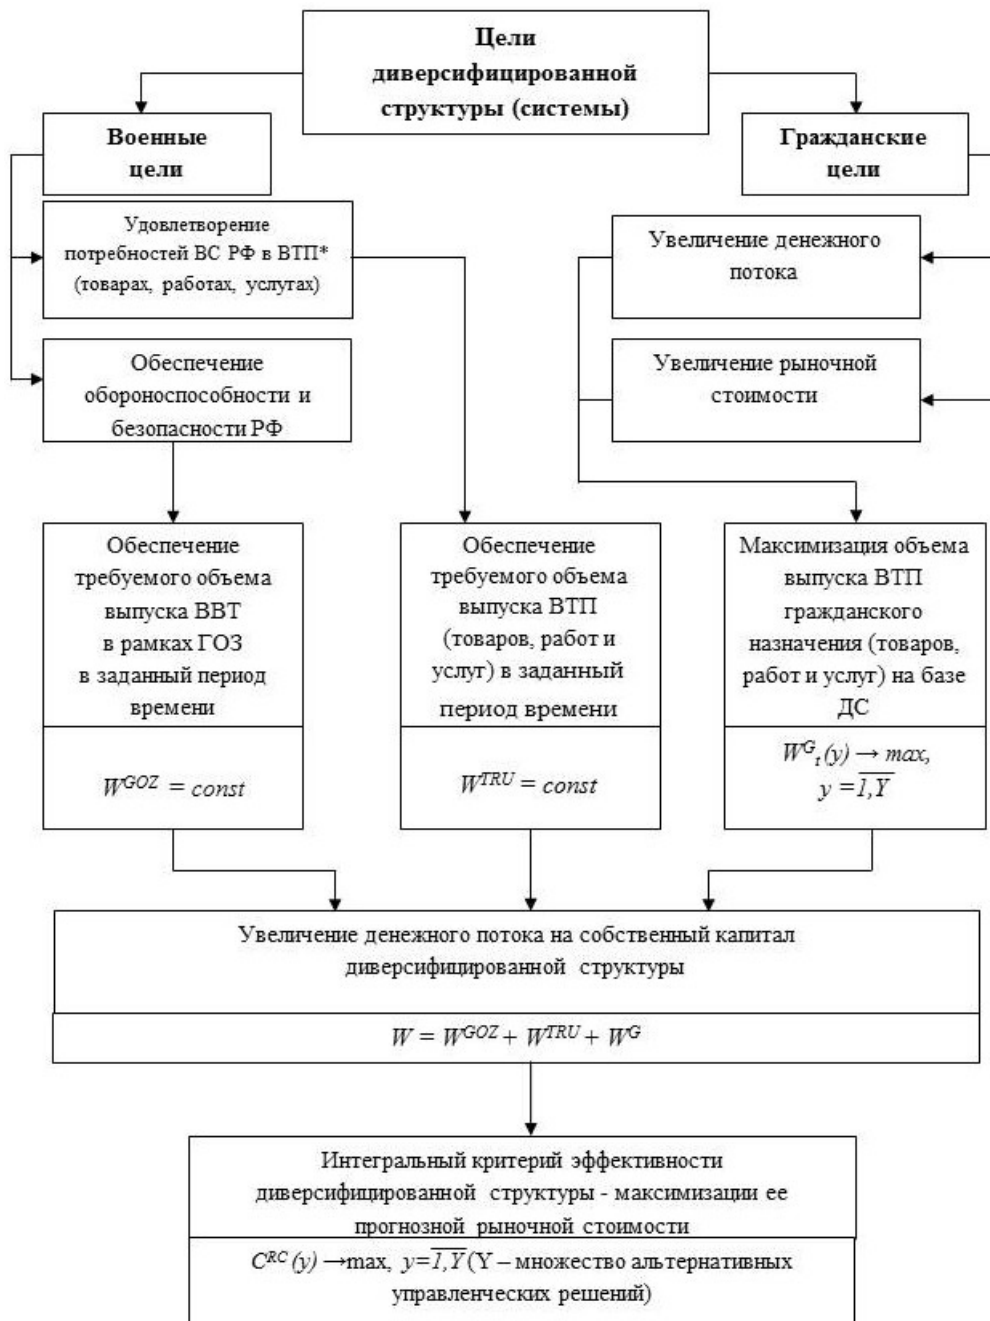 Цели
диверсифицированной
структуры (системы)
Военные
цели
Гражданские
цели
Удовлетворение
потребностей ВС РФ в ВТП*
(товарах, работах, услугах)
Увеличение денежного
потока
Обеспечение
обороноспособности и
безопасности РФ
Увеличение рыночной
стоимости
Обеспечение
требуемого объема
выпуска ВВТ
в рамках ГОЗ
в заданный период
времени
W^GOZ = const
Обеспечение
требуемого объема
выпуска ВТП
(товаров, работ и
услуг) в заданный
период времени
W^TRU = const
Максимизация объема
выпуска ВТП
гражданского
назначения (товаров,
работ и услуг) на базе
ДС
W^G_t(y) → max,
y = \overline{1,Y}
Увеличение денежного потока на собственный капитал
диверсифицированной структуры
W = W^GOZ + W^TRU + W^G
Интегральный критерий эффективности
диверсифицированной структуры - максимизации ее
прогнозной рыночной стоимости
C^RC (y) →max, y=\overline{1,Y} (Y – множество альтернативных
управленческих решений)